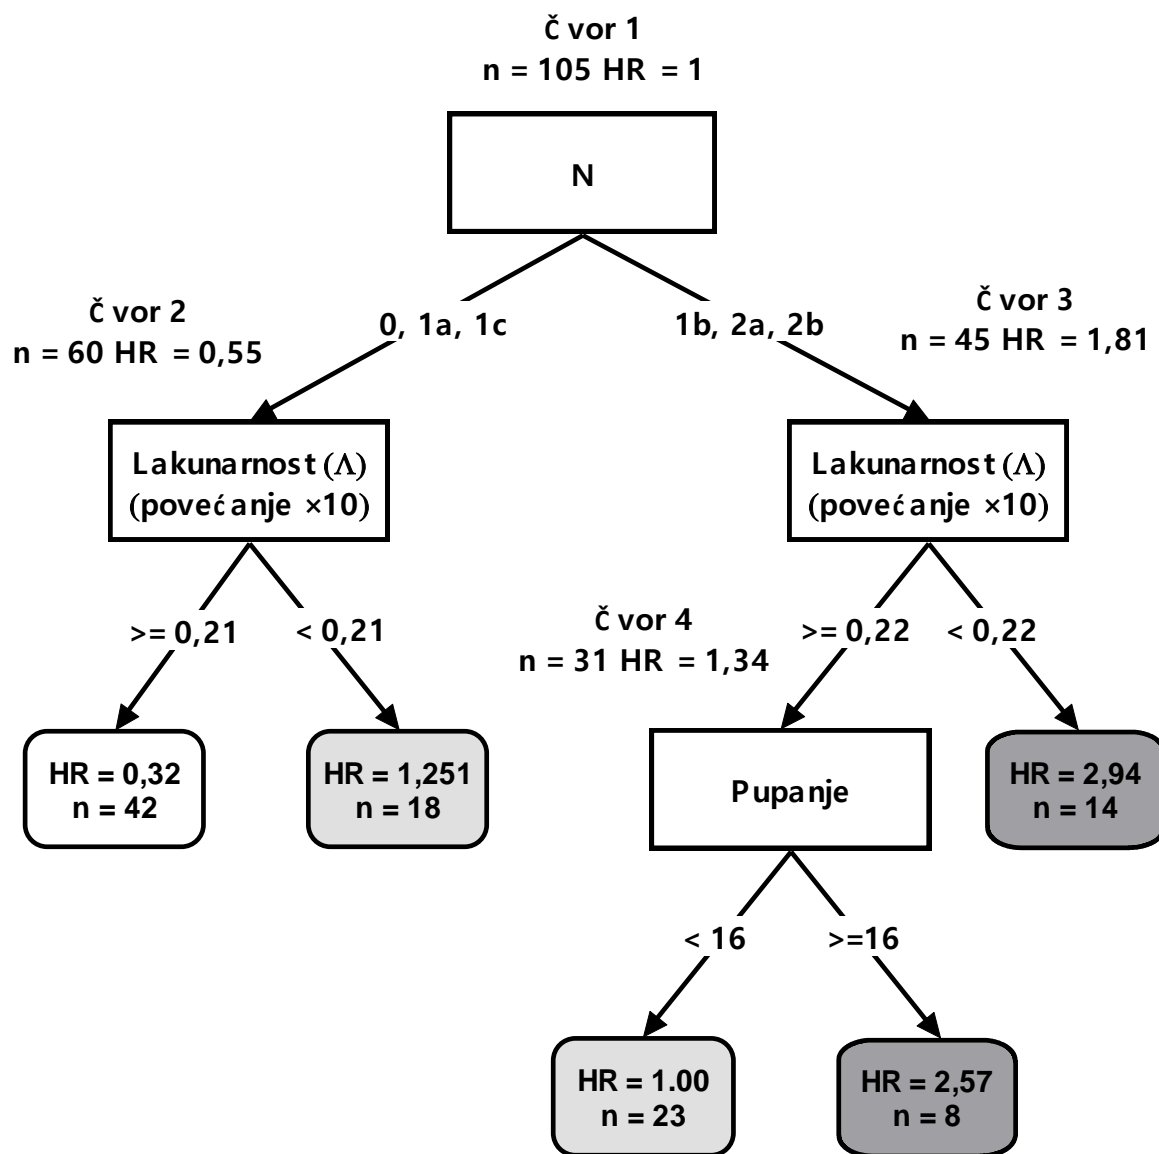 Čvor 1
n = 105 HR = 1
N
0, 1a, 1c
1b, 2a, 2b
Čvor 2
n = 60 HR = 0,55
Čvor 3
n = 45 HR = 1,81
Lakunarnost (Λ)
(povećanje ×10)
Lakunarnost (Λ)
(povećanje ×10)
>= 0,21
< 0,21
Čvor 4
n = 31 HR = 1,34
>= 0,22
< 0,22
HR = 0,32
n = 42
HR = 1,251
n = 18
Pupanje
HR = 2,94
n = 14
< 16
>=16
HR = 1.00
n = 23
HR = 2,57
n = 8